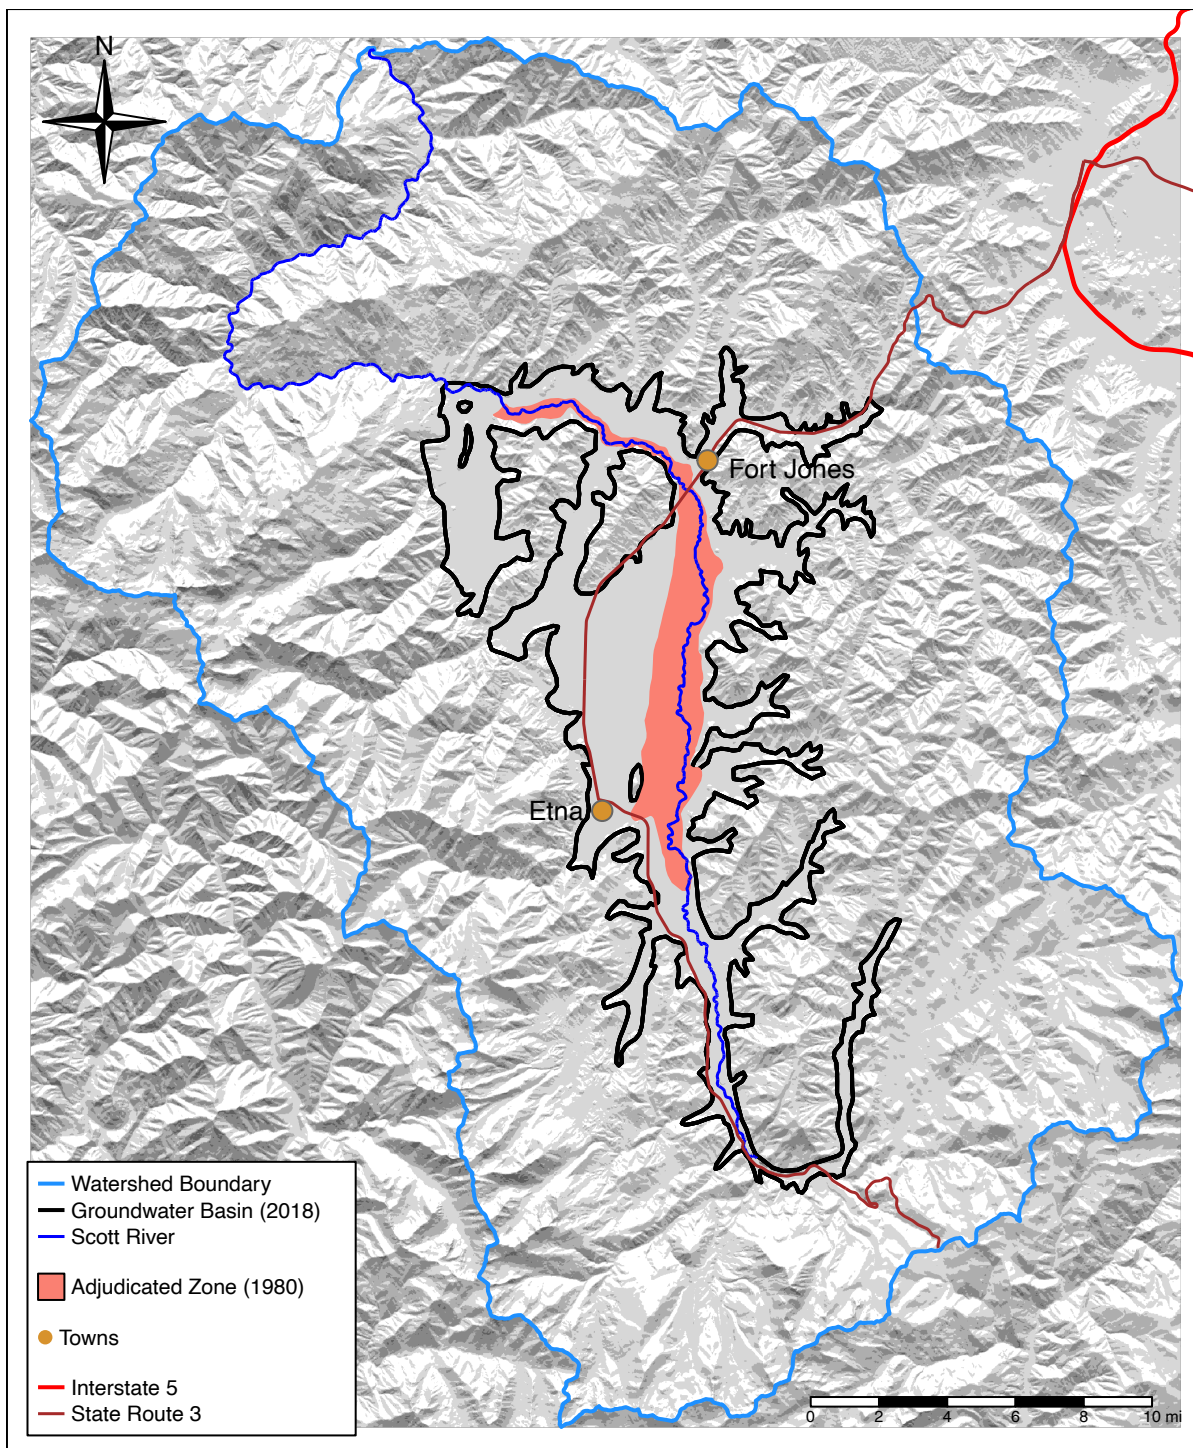 N
Fort Jones
Etna
Watershed Boundary
Groundwater Basin (2018)
Scott River
Adjudicated Zone (1980)
Towns
Interstate 5
State Route 3
0 2 4 6 8 10 mi